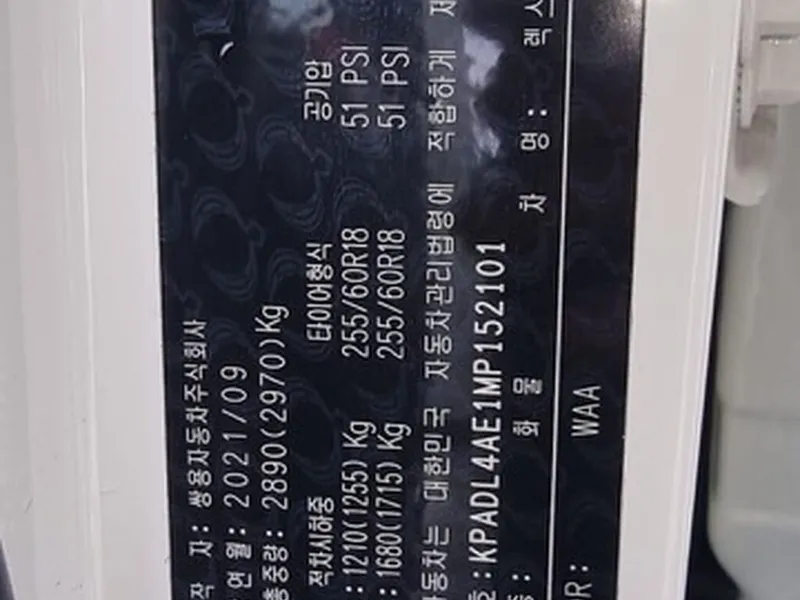 작 자: 쌍용자동차주식회사
연 월: 2021/09
총중량: 2890(2970)Kg
적차시하중 타이어형식 공기압
: 1210(1255) Kg 255/60R18 51 PSI
: 1680(1715) Kg 255/60R18 51 PSI
자동차는 대한민국 자동차관리법령에 적합하게 제
호: KPADL4AE1MP152101
종: 화 물 차 명: 렉스
OR: WAA